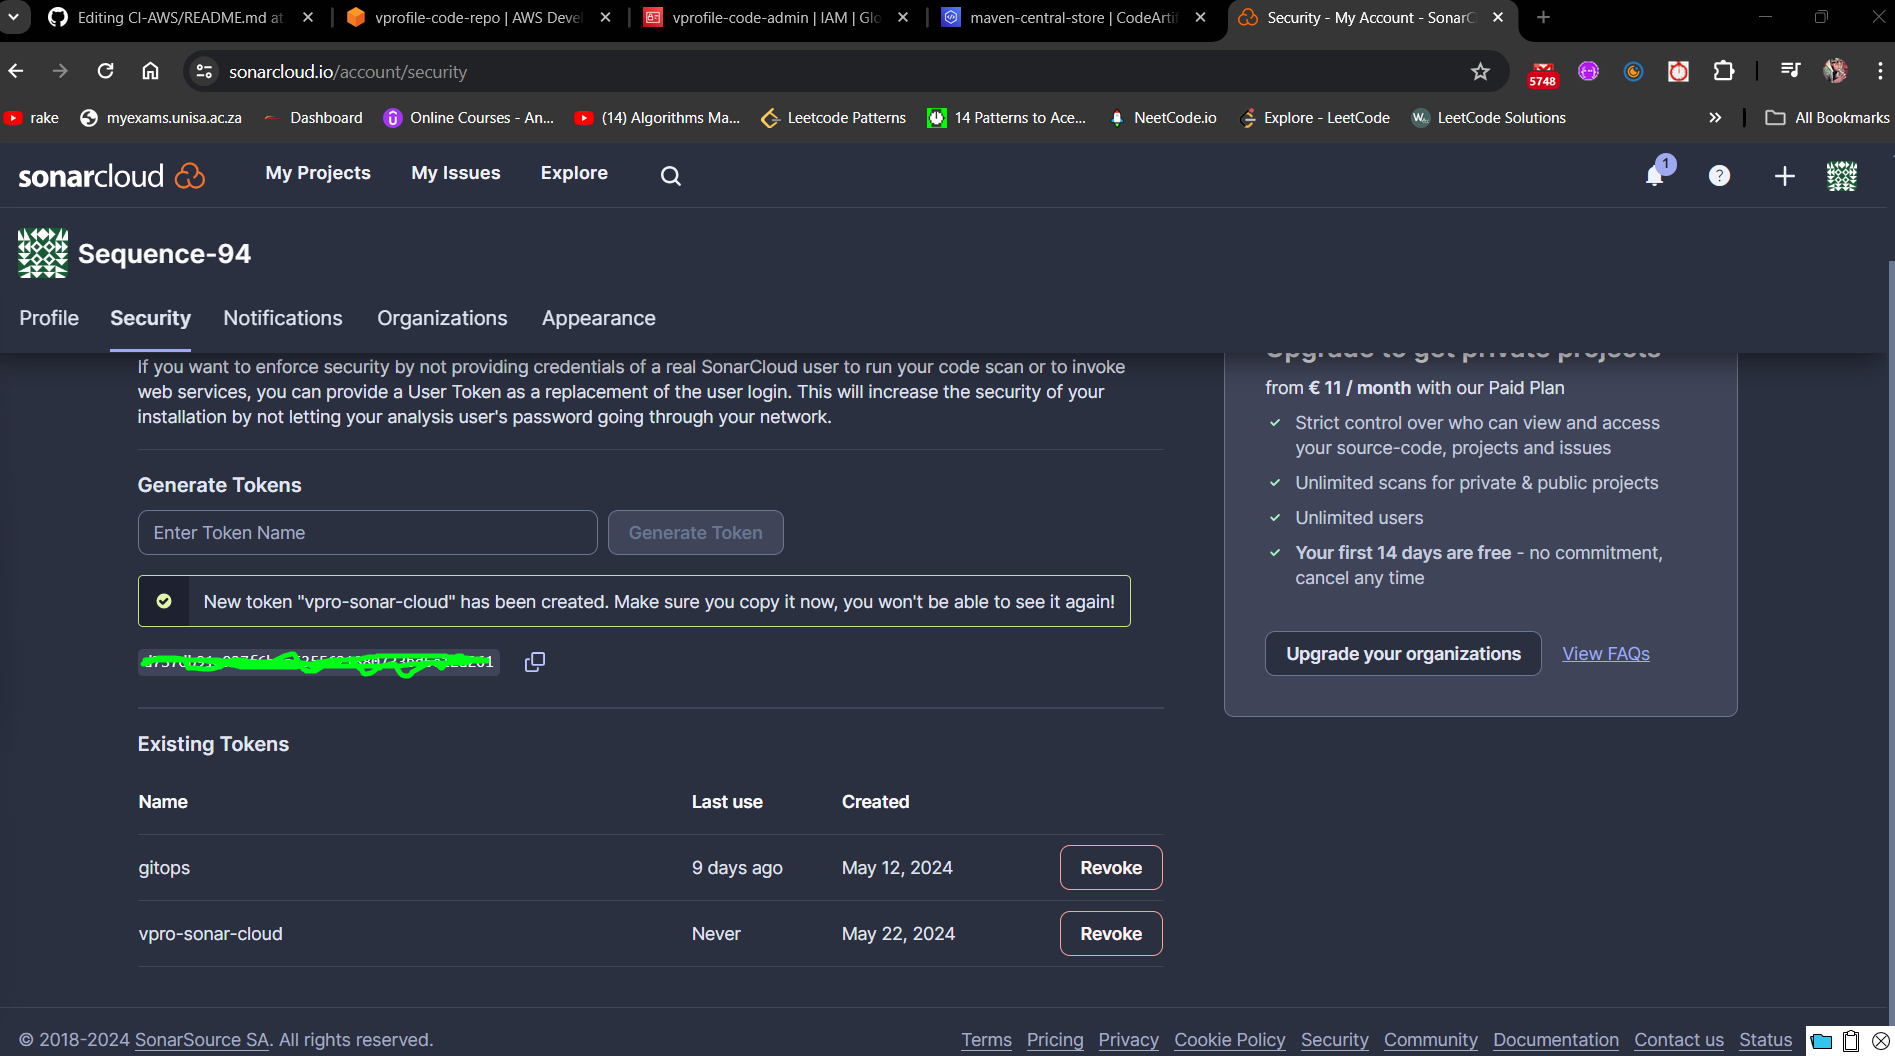 Editing CI-AWS/README.md at
vprofile-code-repo | AWS Devel
vprofile-code-admin | IAM | Glo
maven-central-store | CodeArtif
Security - My Account - SonarC
sonarcloud.io/account/security
5748
rake
myexams.unisa.ac.za
Dashboard
Online Courses - An...
(14) Algorithms Ma...
Leetcode Patterns
14 Patterns to Ace...
NeetCode.io
Explore - LeetCode
LeetCode Solutions
All Bookmarks
sonarcloud
My Projects
My Issues
Explore
1
Sequence-94
Profile
Security
Notifications
Organizations
Appearance
If you want to enforce security by not providing credentials of a real SonarCloud user to run your code scan or to invoke
web services, you can provide a User Token as a replacement of the user login. This will increase the security of your
installation by not letting your analysis user's password going through your network.
Generate Tokens
Enter Token Name
Generate Token
New token "vpro-sonar-cloud" has been created. Make sure you copy it now, you won't be able to see it again!
Existing Tokens
Name Last use Created
gitops 9 days ago May 12, 2024 Revoke
vpro-sonar-cloud Never May 22, 2024 Revoke
Upgrade to get private projects
from € 11 / month with our Paid Plan
Strict control over who can view and access
your source-code, projects and issues
Unlimited scans for private & public projects
Unlimited users
Your first 14 days are free - no commitment,
cancel any time
Upgrade your organizations
View FAQs
© 2018-2024 SonarSource SA. All rights reserved.
Terms Pricing Privacy Cookie Policy Security Community Documentation Contact us Status